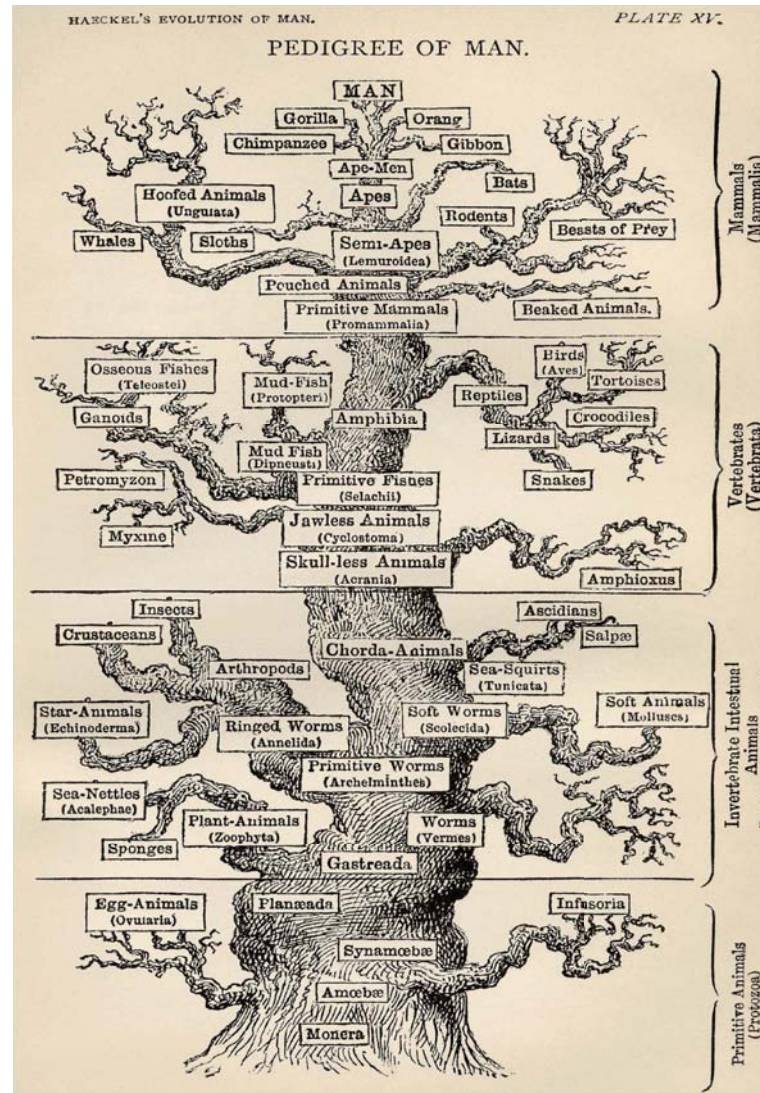 HAECKEL'S EVOLUTION OF MAN.
PLATE XV.
PEDIGREE OF MAN.
MAN
Gorilla
Orang
Chimpanzee
Gibbon
Ape-Men
Bats
Hoofed Animals
(Ungulata)
Apes
Rodents
Beasts of Prey
Whales
Sloths
Semi-Apes
(Lemuroidea)
Pouched Animals
Primitive Mammals
(Promammalia)
Beaked Animals.
Mammals
(Mammalia)
Osseous Fishes
(Teleostei)
Mud-Fish
(Protopteri)
Birds
(Aves)
Tortoises
Reptiles
Ganoids
Amphibia
Crocodiles
Lizards
Mud Fish
(Dipneusti)
Petromyzon
Primitive Fishes
(Selachii)
Snakes
Myxine
Jawless Animals
(Cyclostoma)
Skull-less Animals
(Acrania)
Amphioxus
Vertebrates
(Vertebrata)
Insects
Ascidians
Crustaceans
Salpæ
Chorda-Animals
Arthropods
Sea-Squirts
(Tunicata)
Star-Animals
(Echinoderma)
Ringed Worms
(Annelida)
Soft Worms
(Scolecida)
Soft Animals
(Molluscs)
Primitive Worms
(Archelminthes)
Sea-Nettles
(Acalephae)
Plant-Animals
(Zoophyta)
Worms
(Vermes)
Sponges
Gastreada
Invertebrate Intestinal
Animals
Egg-Animals
(Ovularia)
Planæada
Infusoria
Synamœbæ
Amœbæ
Monera
Primitive Animals
(Protozoa)